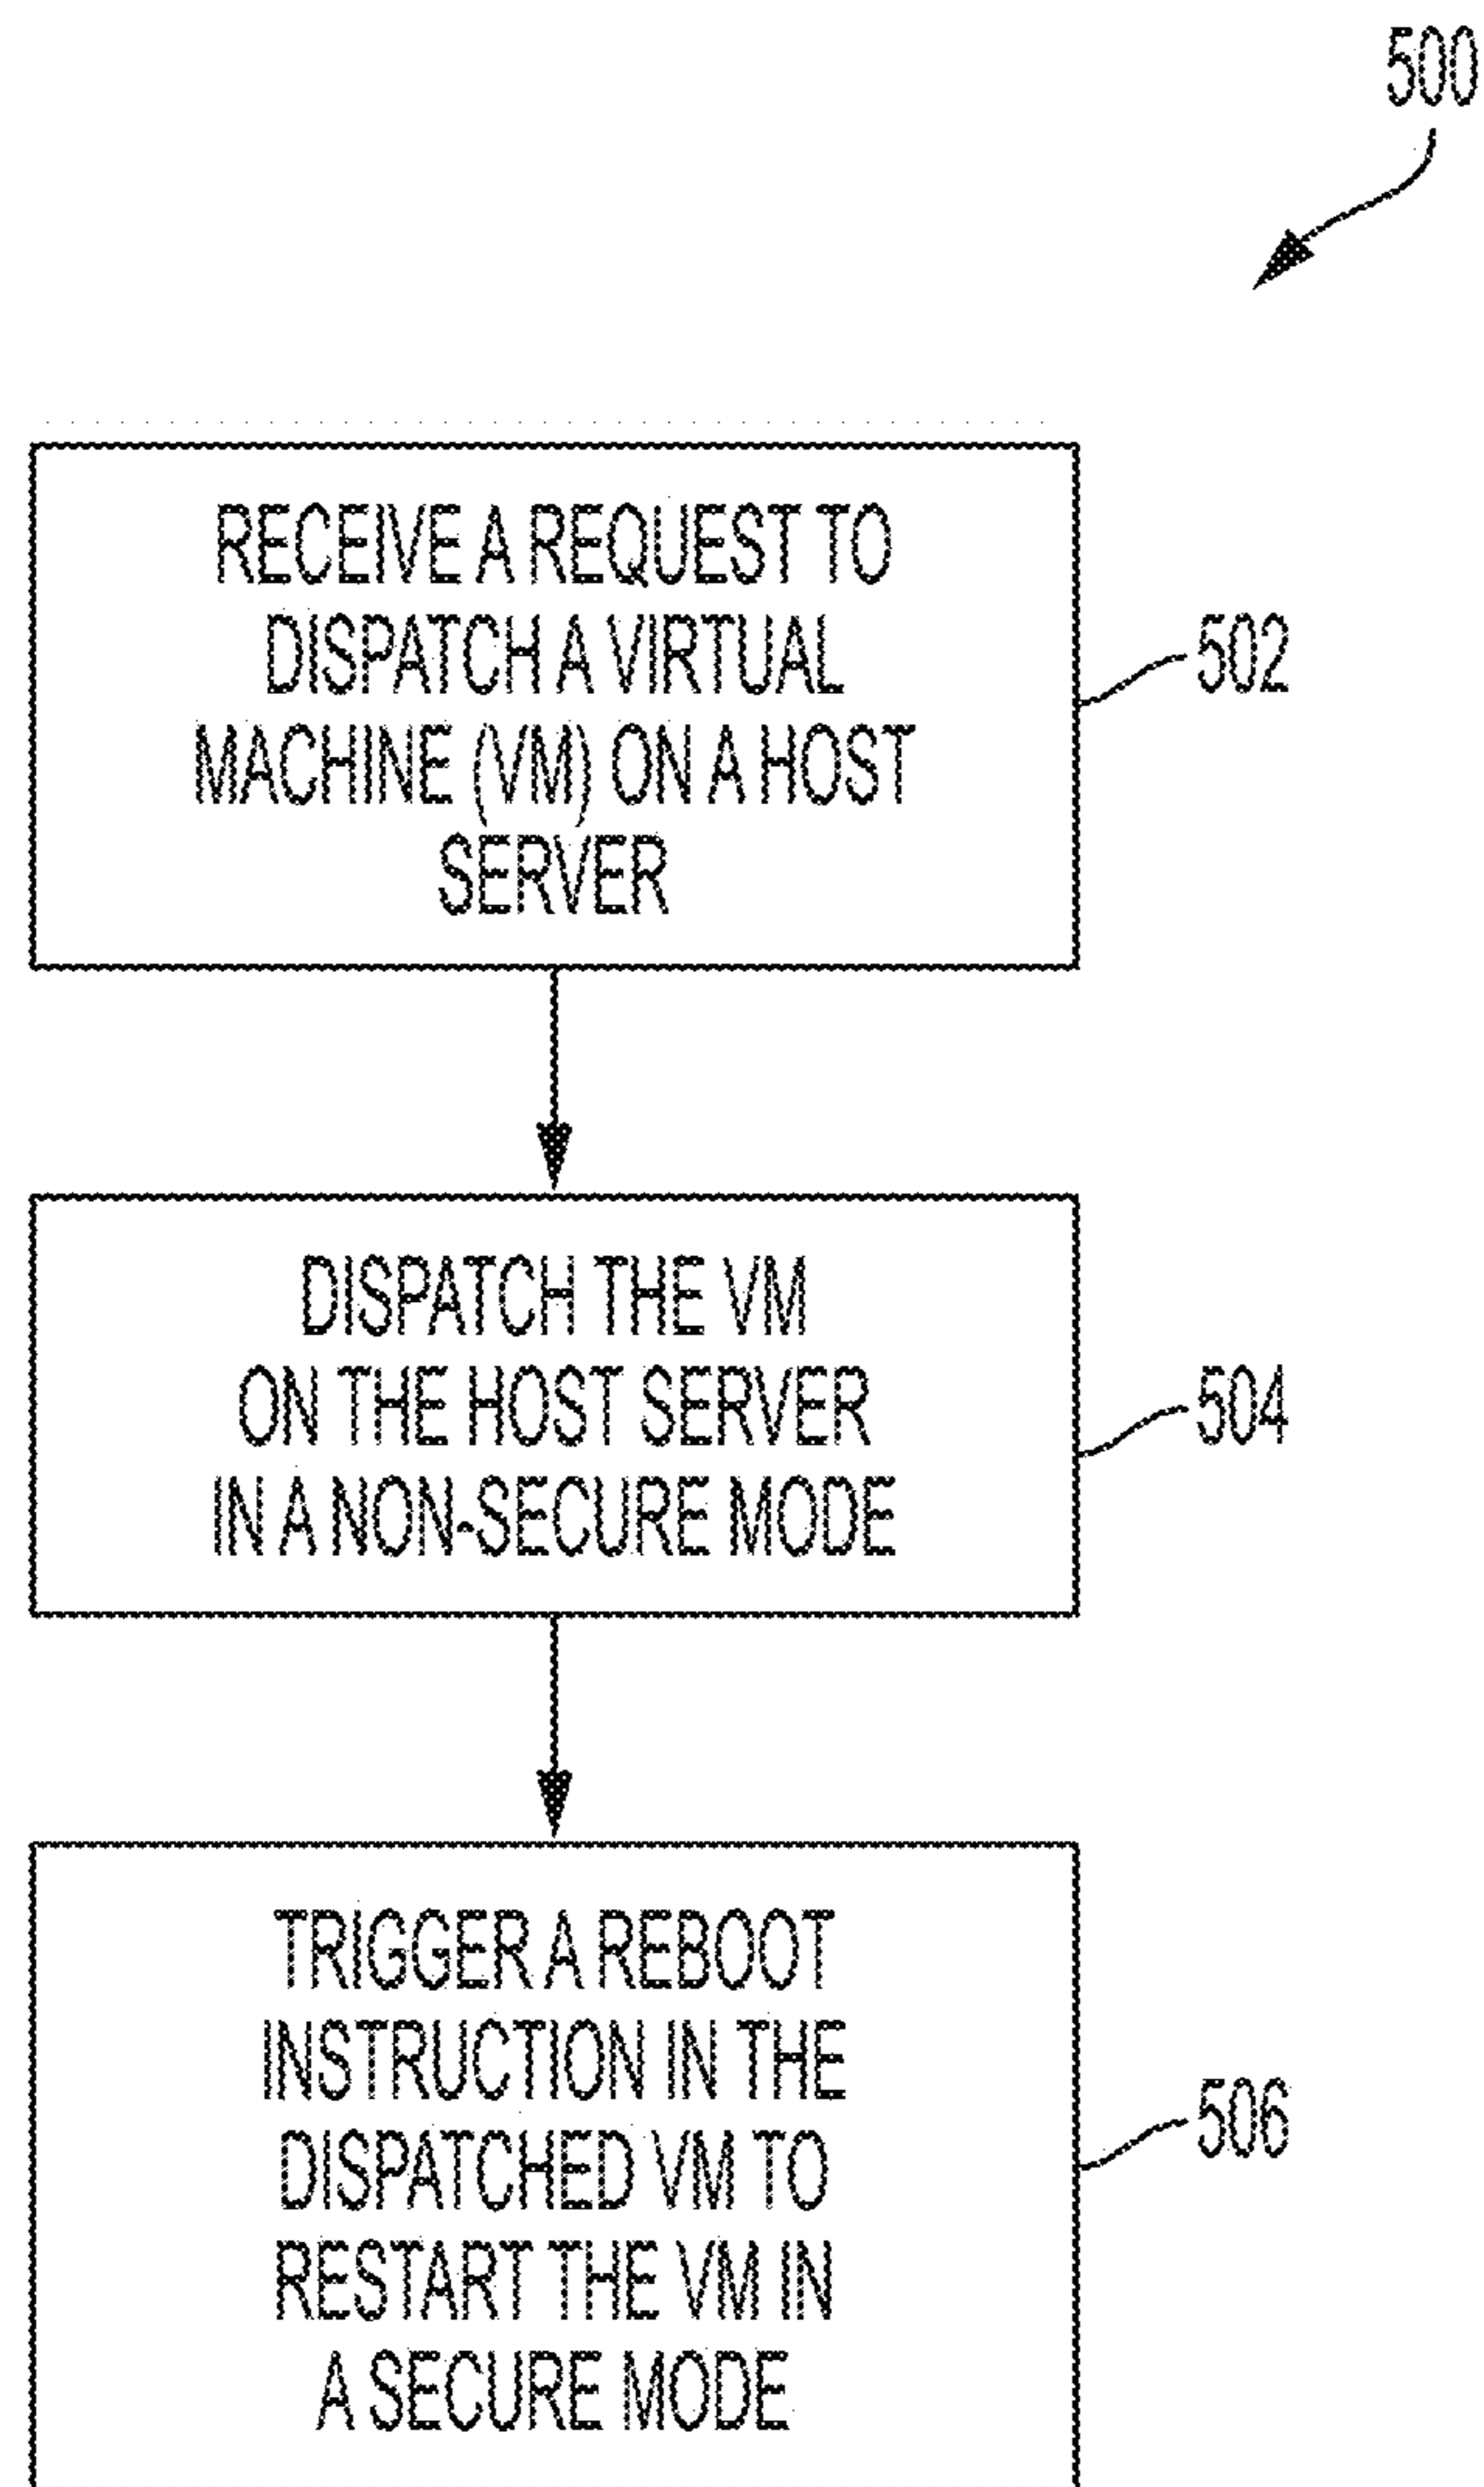 500
RECEIVE A REQUEST TO
DISPATCH A VIRTUAL
MACHINE (VM) ON A HOST
SERVER
502
DISPATCH THE VM
ON THE HOST SERVER
IN A NON-SECURE MODE
504
TRIGGER A REBOOT
INSTRUCTION IN THE
DISPATCHED VM TO
RESTART THE VM IN
A SECURE MODE
506